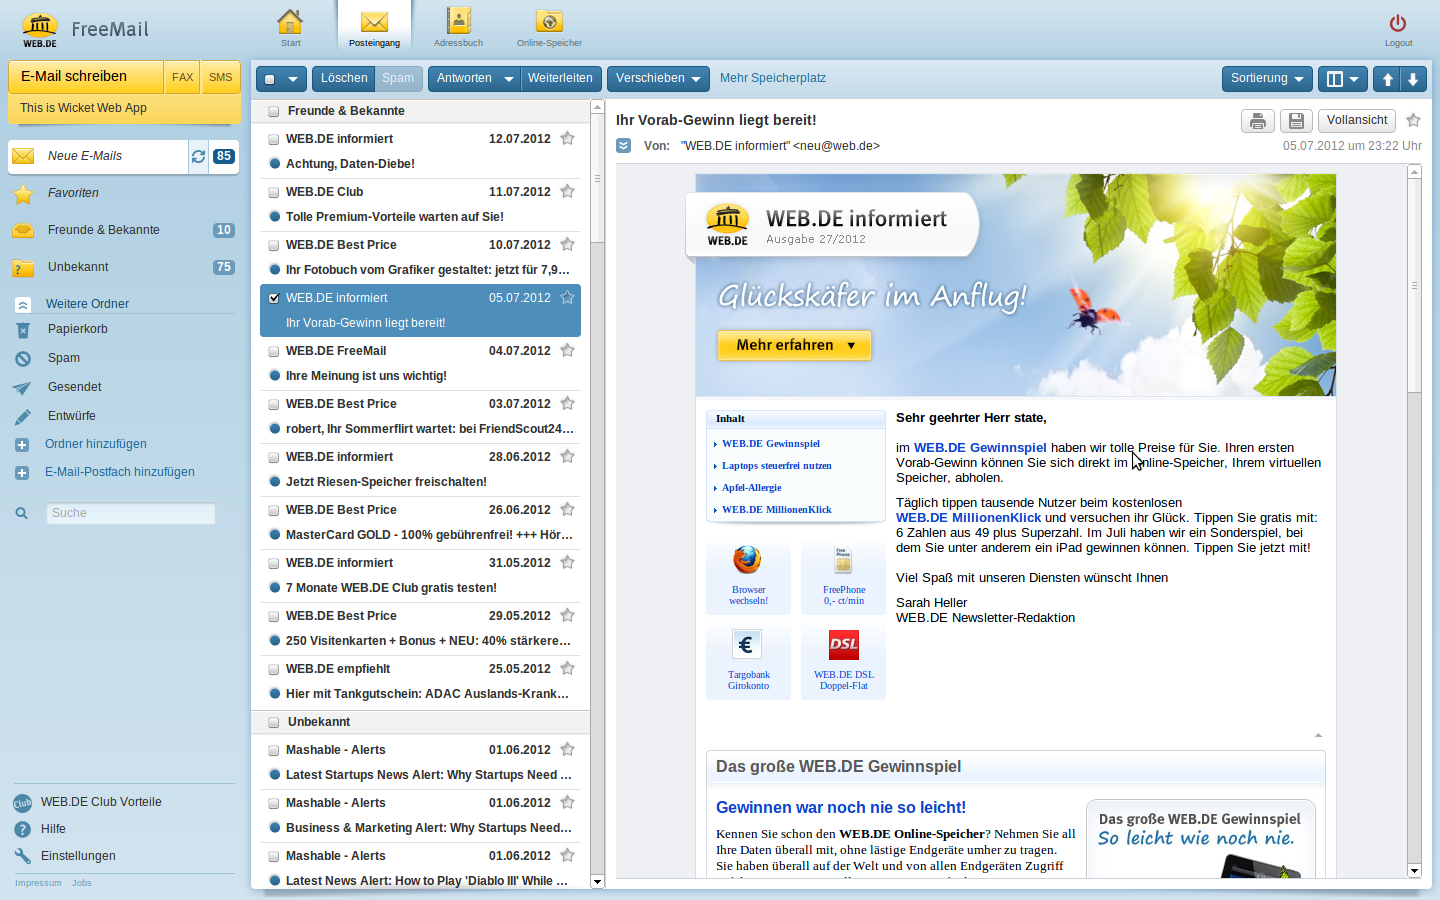 WEB.DE
FreeMail
Start
Posteingang
Adressbuch
Online-Speicher
Logout
E-Mail schreiben
FAX
SMS
This is Wicket Web App
Neue E-Mails
85
Favoriten
Freunde & Bekannte
10
Unbekannt
75
Weitere Ordner
Papierkorb
Spam
Gesendet
Entwürfe
Ordner hinzufügen
E-Mail-Postfach hinzufügen
Suche
Club
WEB.DE Club Vorteile
Hilfe
Einstellungen
Impressum Jobs
Löschen
Spam
Antworten
Weiterleiten
Verschieben
Mehr Speicherplatz
Sortierung
Freunde & Bekannte
WEB.DE informiert 12.07.2012
Achtung, Daten-Diebe!
WEB.DE Club 11.07.2012
Tolle Premium-Vorteile warten auf Sie!
WEB.DE Best Price 10.07.2012
Ihr Fotobuch vom Grafiker gestaltet: jetzt für 7,9...
WEB.DE informiert 05.07.2012
Ihr Vorab-Gewinn liegt bereit!
WEB.DE FreeMail 04.07.2012
Ihre Meinung ist uns wichtig!
WEB.DE Best Price 03.07.2012
robert, Ihr Sommerflirt wartet: bei FriendScout24...
WEB.DE informiert 28.06.2012
Jetzt Riesen-Speicher freischalten!
WEB.DE Best Price 26.06.2012
MasterCard GOLD - 100% gebührenfrei! +++ Hör...
WEB.DE informiert 31.05.2012
7 Monate WEB.DE Club gratis testen!
WEB.DE Best Price 29.05.2012
250 Visitenkarten + Bonus + NEU: 40% stärkere...
WEB.DE empfiehlt 25.05.2012
Hier mit Tankgutschein: ADAC Auslands-Krank...
Unbekannt
Mashable - Alerts 01.06.2012
Latest Startups News Alert: Why Startups Need ...
Mashable - Alerts 01.06.2012
Business & Marketing Alert: Why Startups Need...
Mashable - Alerts 01.06.2012
Latest News Alert: How to Play 'Diablo III' While ...
Ihr Vorab-Gewinn liegt bereit!
Vollansicht
Von: "WEB.DE informiert" <neu@web.de>
05.07.2012 um 23:22 Uhr
WEB.DE
WEB.DE informiert
Ausgabe 27/2012
Glückskäfer im Anflug!
Mehr erfahren
Inhalt
WEB.DE Gewinnspiel
Laptops steuerfrei nutzen
Apfel-Allergie
WEB.DE MillionenKlick
Browser
wechseln!
Free
Phone
FreePhone
0,- ct/min
€
Targobank
Girokonto
DSL
WEB.DE DSL
Doppel-Flat
Sehr geehrter Herr state,
im WEB.DE Gewinnspiel haben wir tolle Preise für Sie. Ihren ersten
Vorab-Gewinn können Sie sich direkt im Online-Speicher, Ihrem virtuellen
Speicher, abholen.
Täglich tippen tausende Nutzer beim kostenlosen
WEB.DE MillionenKlick und versuchen ihr Glück. Tippen Sie gratis mit:
6 Zahlen aus 49 plus Superzahl. Im Juli haben wir ein Sonderspiel, bei
dem Sie unter anderem ein iPad gewinnen können. Tippen Sie jetzt mit!
Viel Spaß mit unseren Diensten wünscht Ihnen
Sarah Heller
WEB.DE Newsletter-Redaktion
Das große WEB.DE Gewinnspiel
Gewinnen war noch nie so leicht!
Kennen Sie schon den WEB.DE Online-Speicher? Nehmen Sie all
Ihre Daten überall mit, ohne lästige Endgeräte umher zu tragen.
Sie haben überall auf der Welt und von allen Endgeräten Zugriff
Das große WEB.DE Gewinnspiel
So leicht wie noch nie.